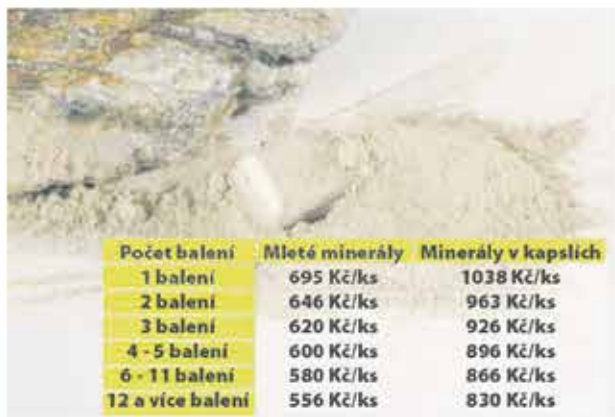 Počet balení Mleté minerály Minerály v kapslích
1 balení 695 Kč/ks 1038 Kč/ks
2 balení 646 Kč/ks 963 Kč/ks
3 balení 620 Kč/ks 926 Kč/ks
4 - 5 balení 600 Kč/ks 896 Kč/ks
6 - 11 balení 580 Kč/ks 866 Kč/ks
12 a více balení 556 Kč/ks 830 Kč/ks